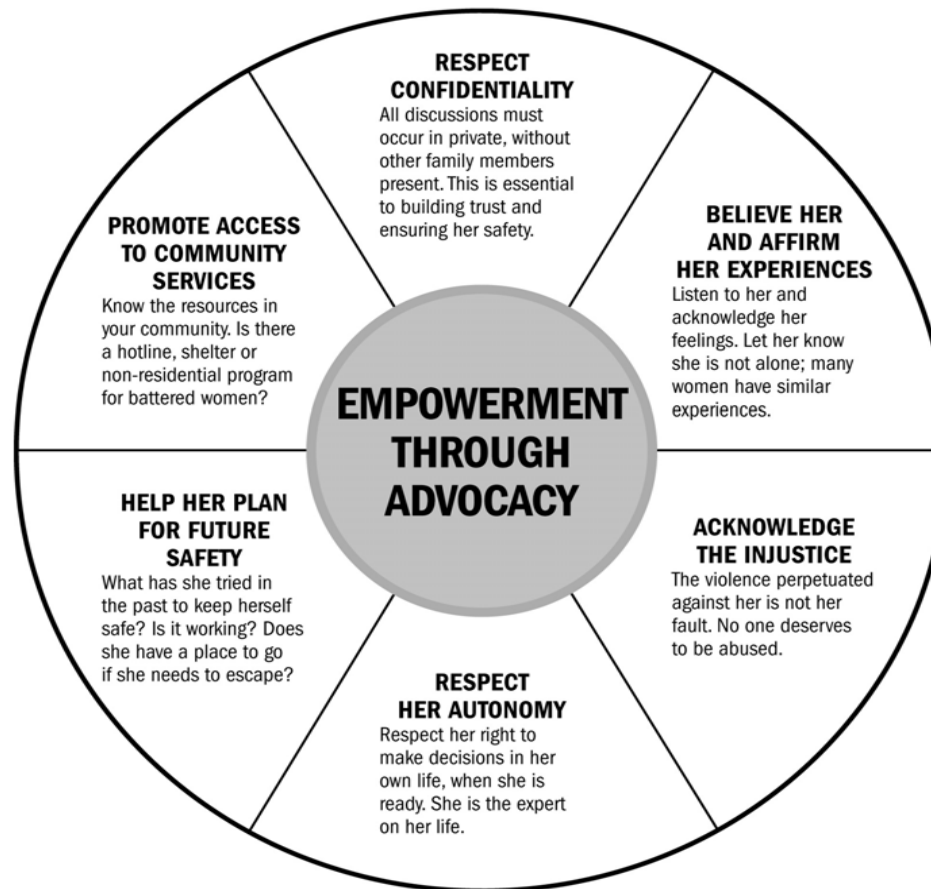 RESPECT
CONFIDENTIALITY
All discussions must
occur in private, without
other family members
present. This is essential
to building trust and
ensuring her safety.
BELIEVE HER
AND AFFIRM
HER EXPERIENCES
Listen to her and
acknowledge her
feelings. Let her know
she is not alone; many
women have similar
experiences.
ACKNOWLEDGE
THE INJUSTICE
The violence perpetuated
against her is not her
fault. No one deserves
to be abused.
RESPECT
HER AUTONOMY
Respect her right to
make decisions in her
own life, when she is
ready. She is the expert
on her life.
HELP HER PLAN
FOR FUTURE
SAFETY
What has she tried in
the past to keep herself
safe? Is it working? Does
she have a place to go
if she needs to escape?
PROMOTE ACCESS
TO COMMUNITY
SERVICES
Know the resources in
your community. Is there
a hotline, shelter or
non-residential program
for battered women?
EMPOWERMENT
THROUGH
ADVOCACY